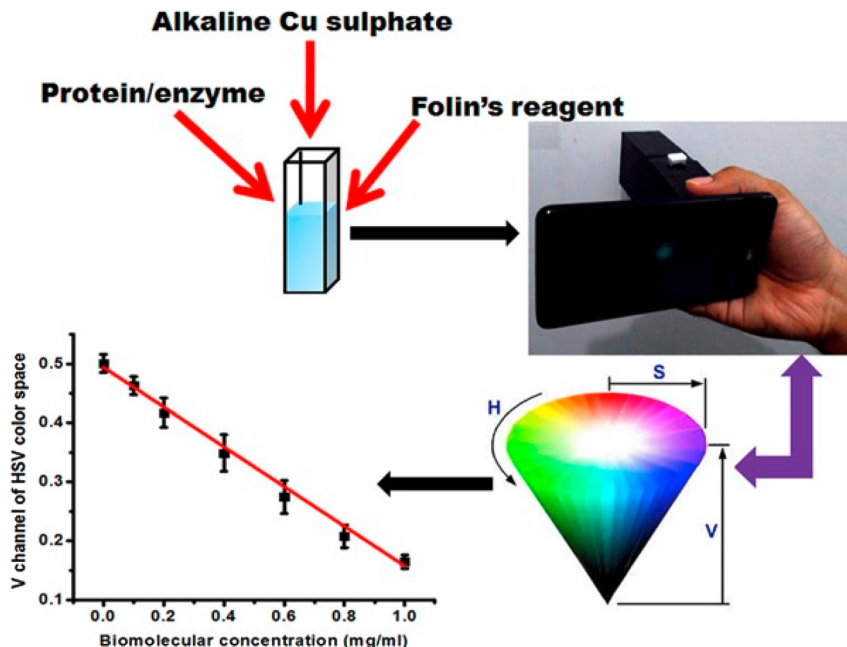 Alkaline Cu sulphate
Protein/enzyme
Folin's reagent
H
S
V
V channel of HSV color space
0.5
0.4
0.3
0.2
0.1
0.0 0.2 0.4 0.6 0.8 1.0
Biomolecular concentration (mg/ml)